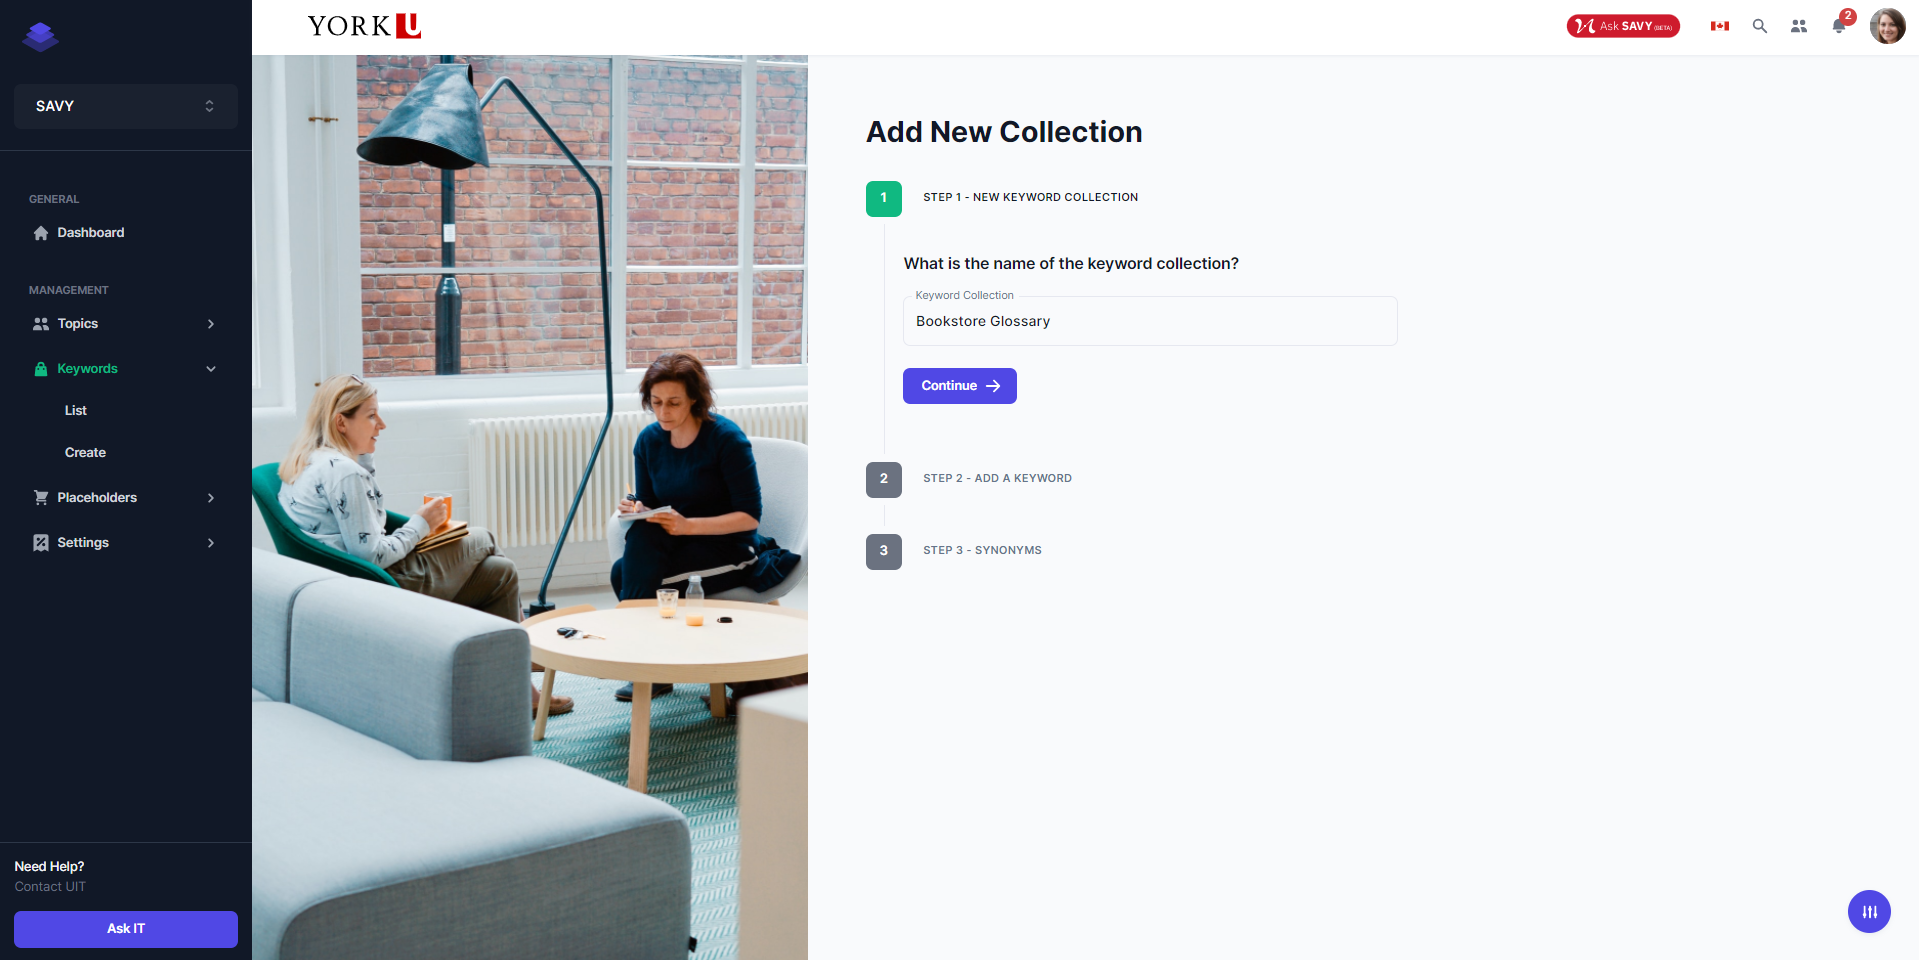 YORK U
Ask SAVY (BETA)
2
SAVY
GENERAL
Dashboard
MANAGEMENT
Topics
Keywords
List
Create
Placeholders
Settings
Need Help?
Contact UIT
Ask IT
Add New Collection
1 STEP 1 - NEW KEYWORD COLLECTION
What is the name of the keyword collection?
Keyword Collection
Bookstore Glossary
Continue
2 STEP 2 - ADD A KEYWORD
3 STEP 3 - SYNONYMS